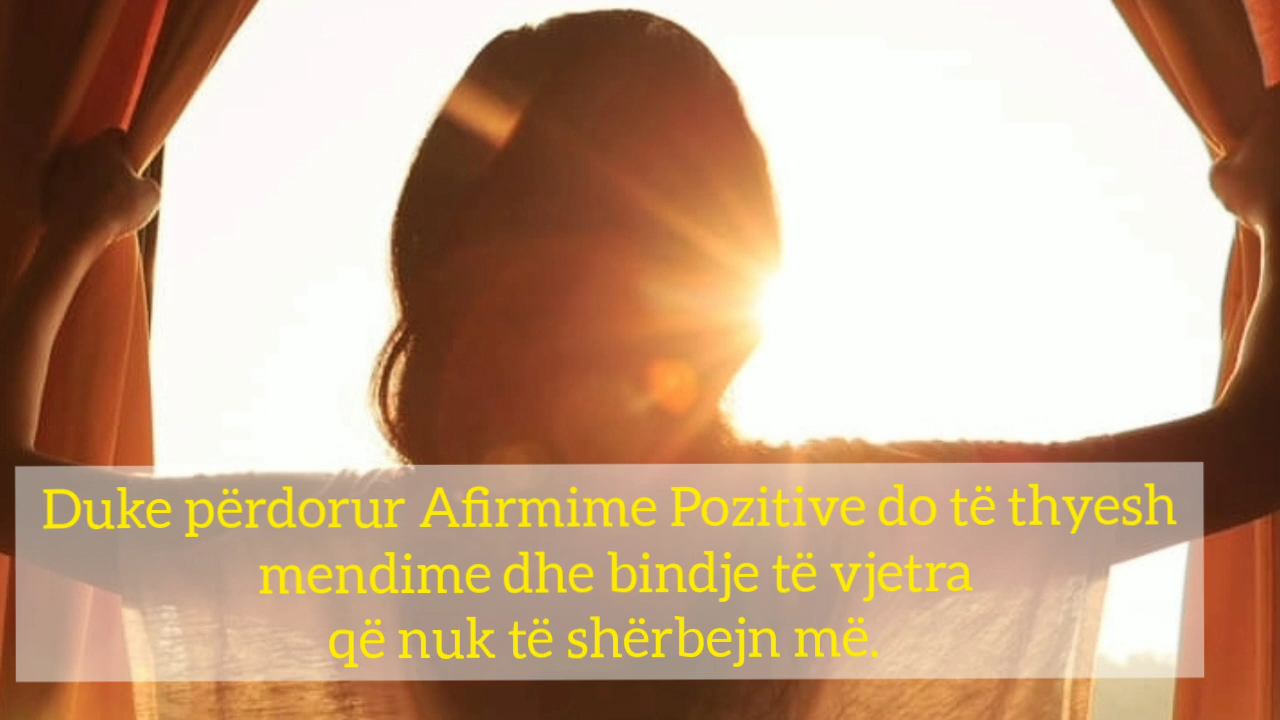 Duke përdorur Afirmime Pozitive do të thyesh
mendime dhe bindje të vjetra
që nuk të shërbejn më.